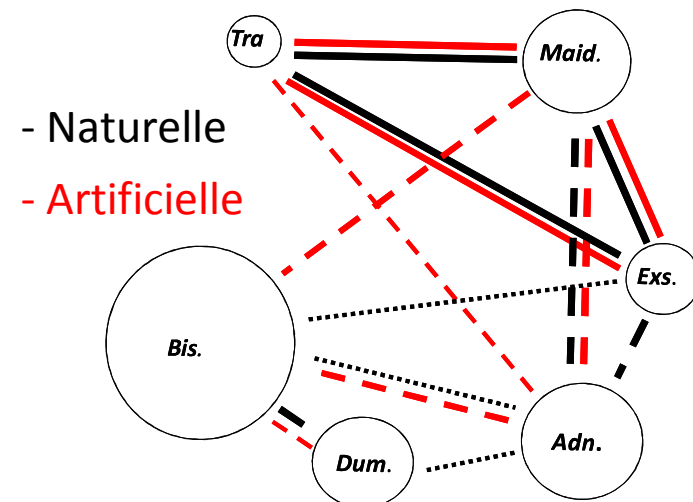 Tra
Maid.
- Naturelle
- Artificielle
Exs.
Bis.
Adn.
Dum.